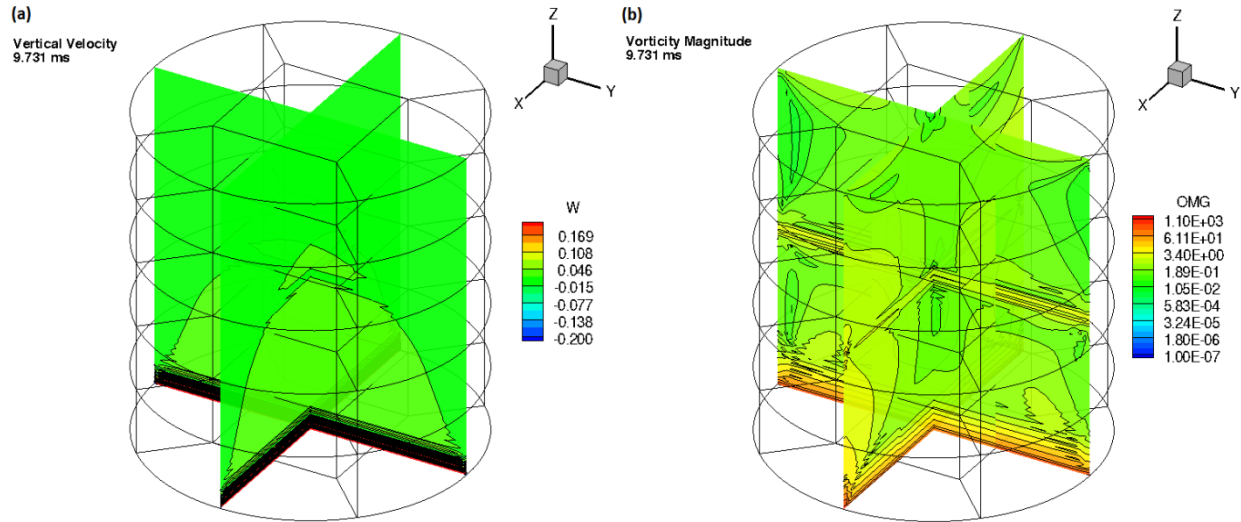 (a)
Vertical Velocity
9.731 ms
Z
X
Y
W
0.169
0.108
0.046
-0.015
-0.077
-0.138
-0.200
(b)
Vorticity Magnitude
9.731 ms
Z
X
Y
OMG
1.10E+03
6.11E+01
3.40E+00
1.89E-01
1.05E-02
5.83E-04
3.24E-05
1.80E-06
1.00E-07